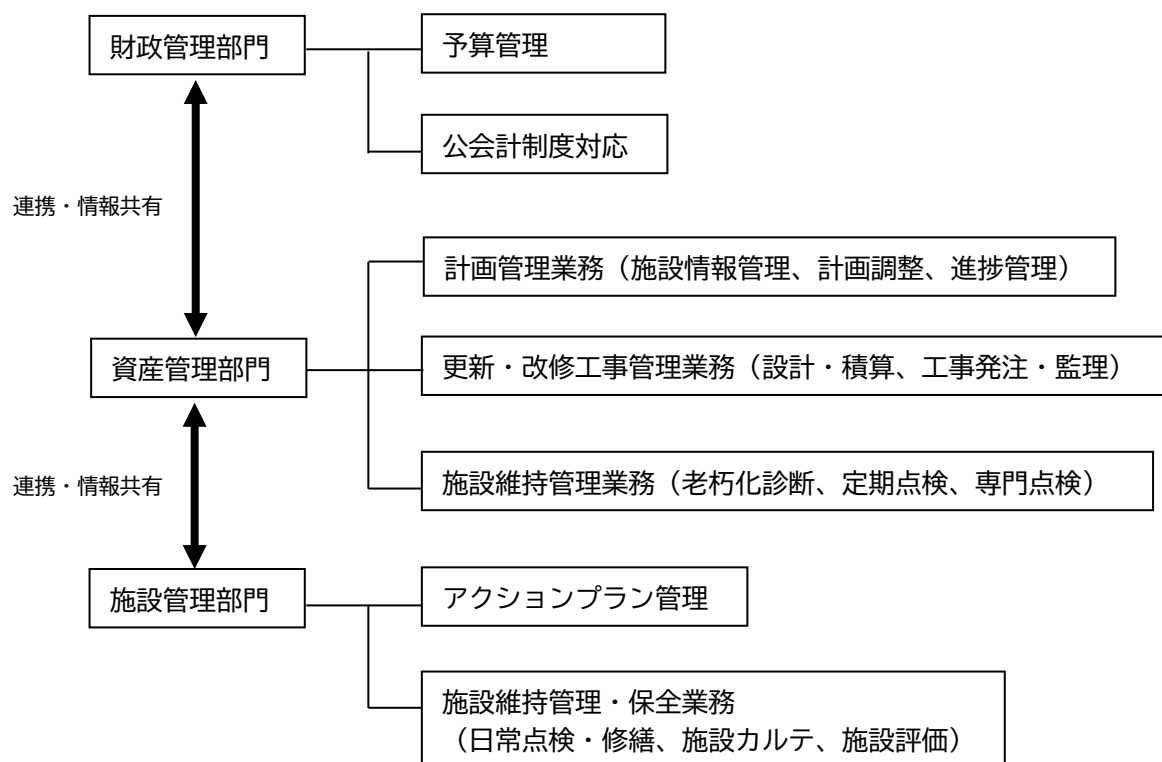 財政管理部門
予算管理
公会計制度対応
連携・情報共有
計画管理業務（施設情報管理、計画調整、進捗管理）
資産管理部門
更新・改修工事管理業務（設計・積算、工事発注・監理）
施設維持管理業務（老朽化診断、定期点検、専門点検）
連携・情報共有
施設管理部門
アクションプラン管理
施設維持管理・保全業務
（日常点検・修繕、施設カルテ、施設評価）